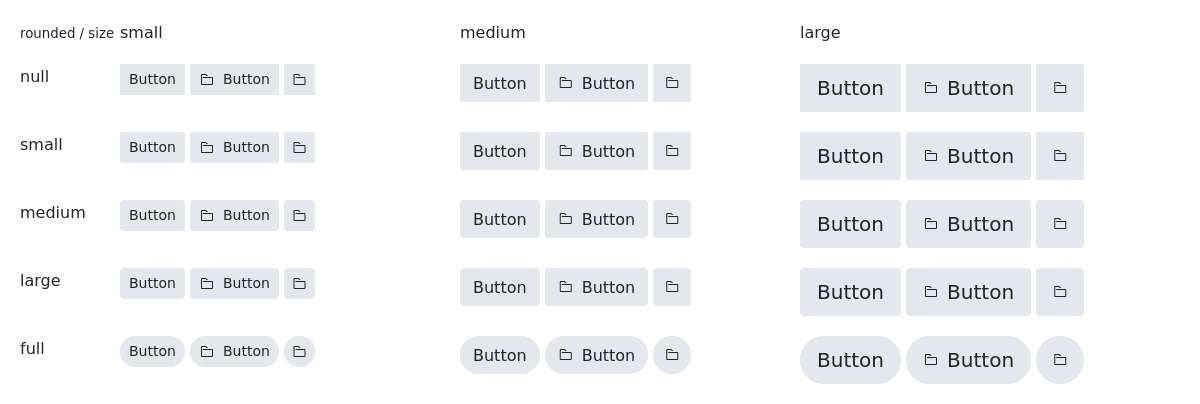 rounded / size small medium large
null Button Button Button Button Button Button
small Button Button Button Button Button Button
medium Button Button Button Button Button Button
large Button Button Button Button Button Button
full Button Button Button Button Button Button